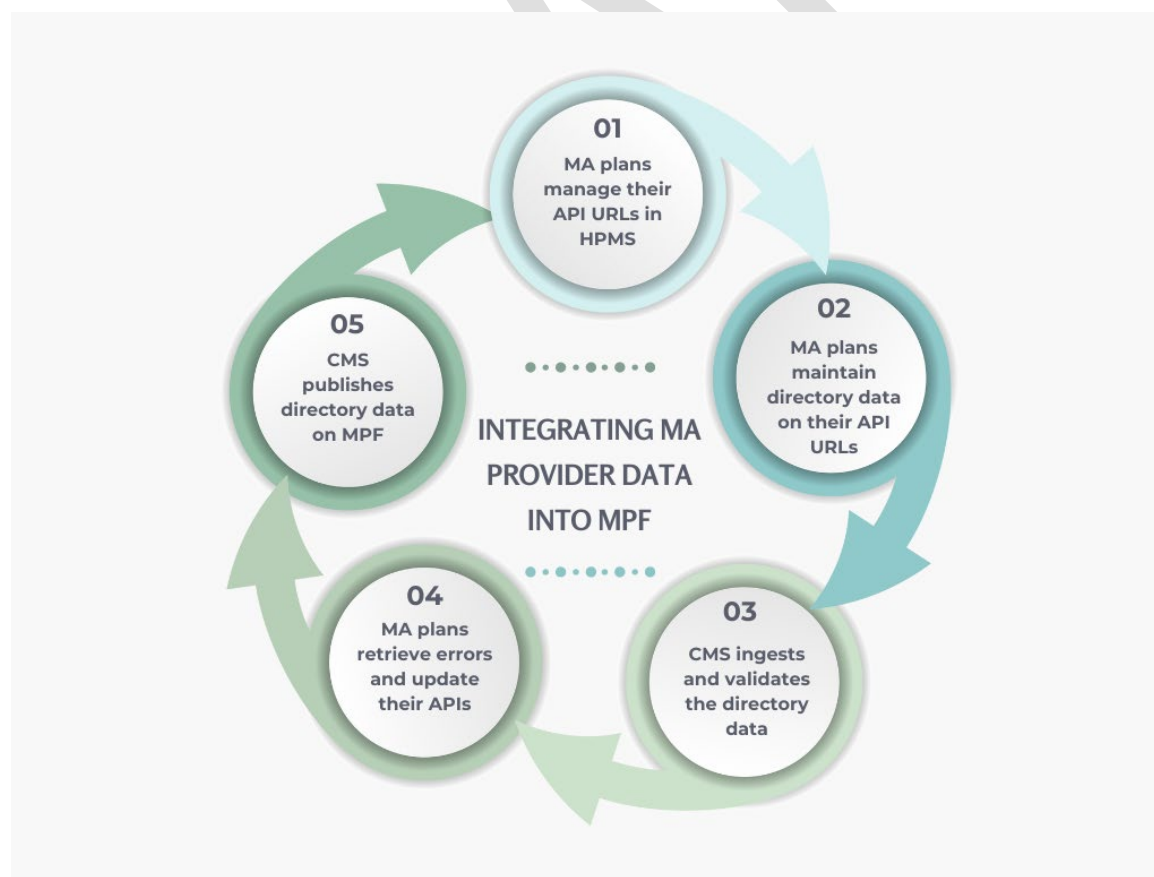 01
MA plans
manage their
API URLs in
HPMS
02
MA plans
maintain
directory data
on their API
URLs
03
CMS ingests
and validates
the directory
data
04
MA plans
retrieve errors
and update
their APIs
05
CMS
publishes
directory data
on MPF
INTEGRATING MA
PROVIDER DATA
INTO MPF